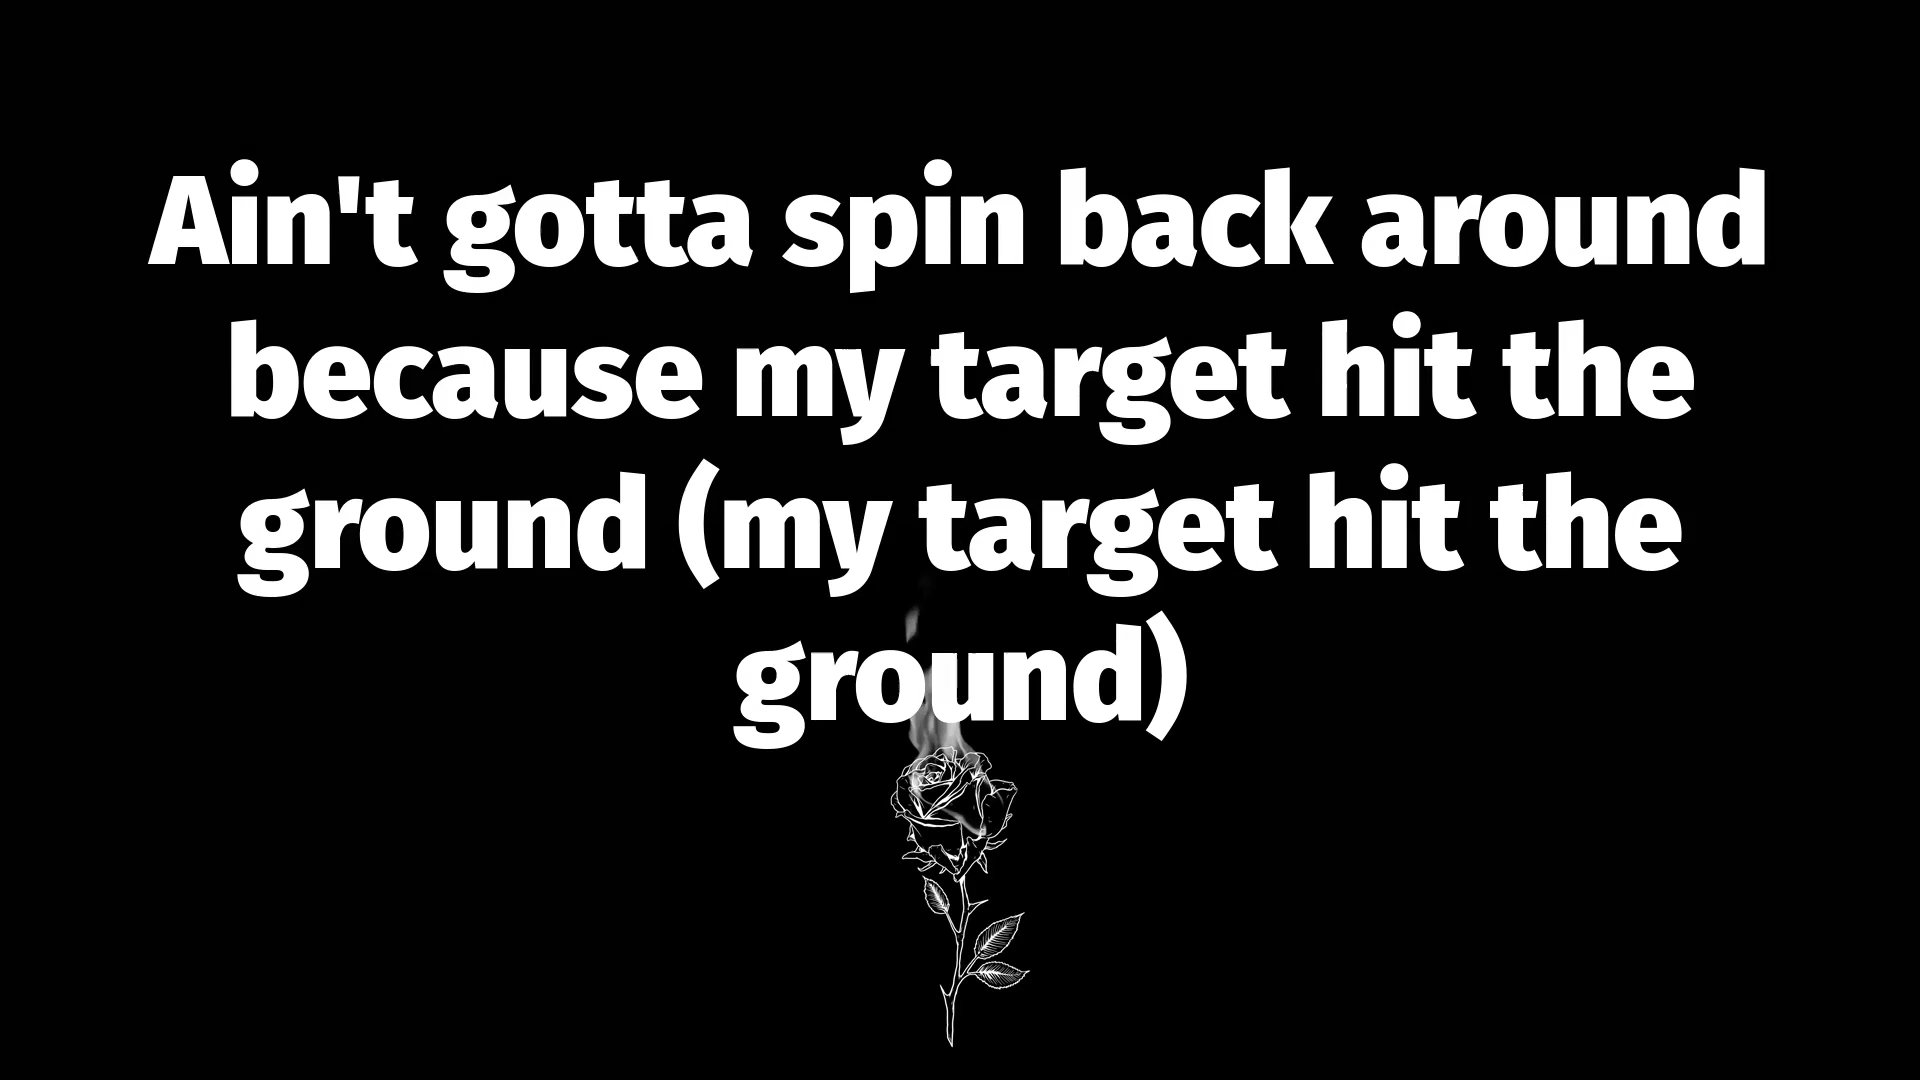 Ain't gotta spin back around
because my target hit the
ground (my target hit the
ground)